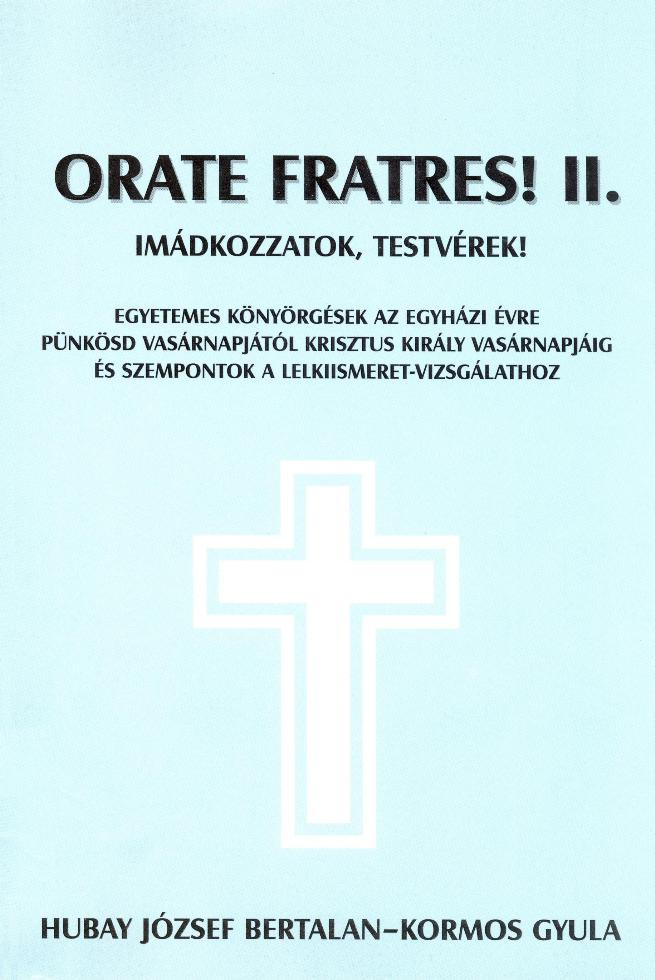 ORATE FRATRES! II.
IMÁDKOZZATOK, TESTVÉREK!
EGYETEMES KÖNYÖRGÉSEK AZ EGYHÁZI ÉVRE
PÜNKÖSD VASÁRNAPJÁTÓL KRISZTUS KIRÁLY VASÁRNAPJÁIG
ÉS SZEMPONTOK A LELKIISMERET-VIZSGÁLATHOZ
HUBAY JÓZSEF BERTALAN–KORMOS GYULA